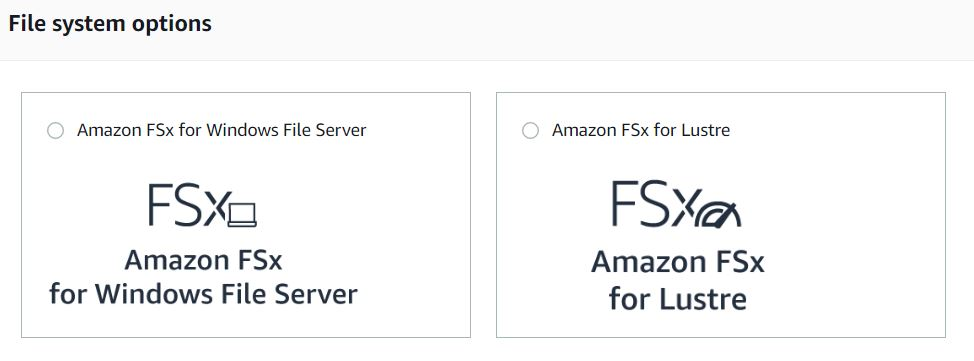 File system options
Amazon FSx for Windows File Server
FSx
Amazon FSx
for Windows File Server
Amazon FSx for Lustre
FSx
Amazon FSx
for Lustre